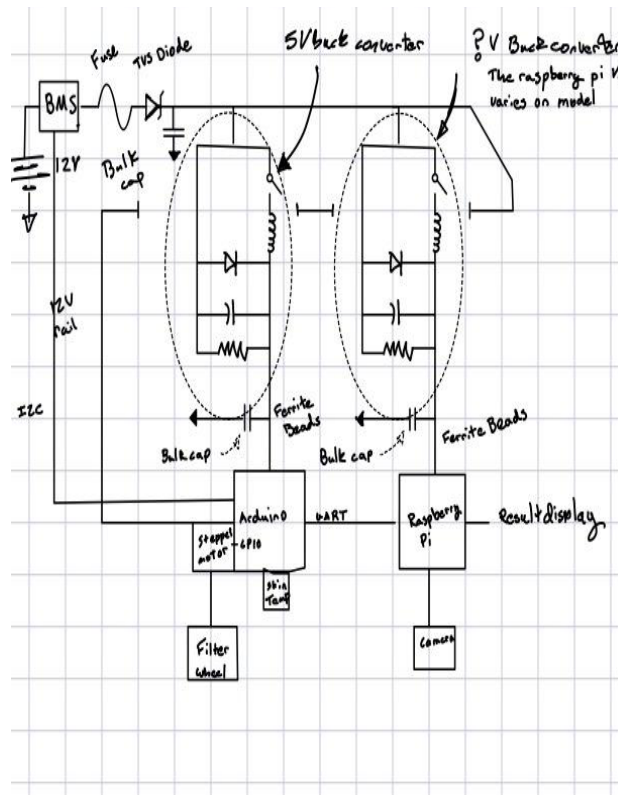 Fuse
TVS Diode
5V buck converter
? V Buck converter
The raspberry pi V
varies on model
BMS
12V
Bulk
cap
12V
rail
I2C
Ferrite
Beads
Bulk cap
Ferrite Beads
Bulk cap
Arduino
UART
Raspberry
Pi
Result display
Stepper
motor
GPIO
Skin
Temp
Filter
wheel
Camera